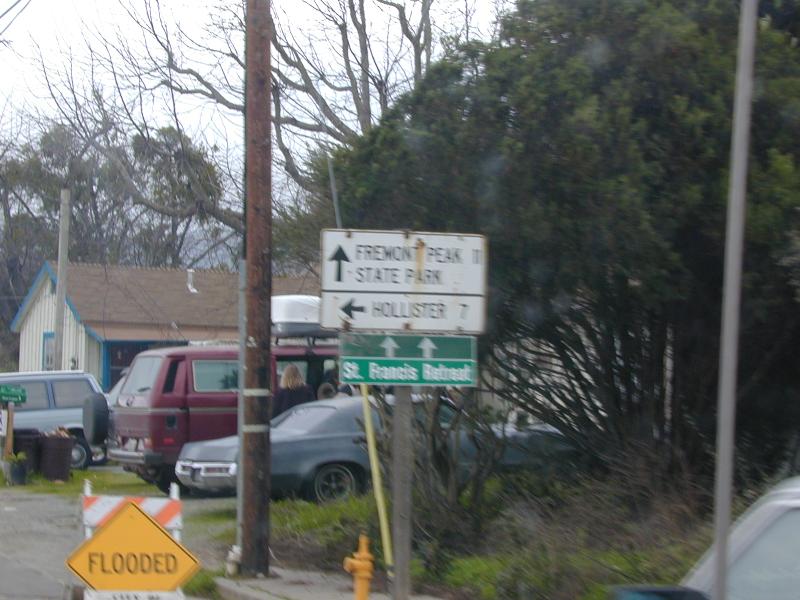 FREMONT PEAK 11
STATE PARK
HOLLISTER 7
St. Francis Retreat
FLOODED